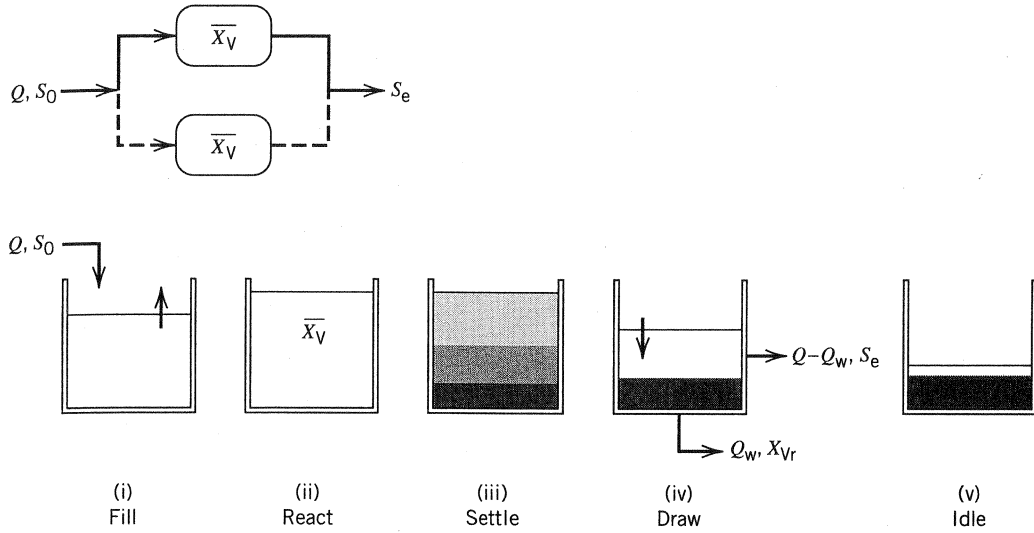 X̅V̅
Q, S0
Se
X̅V̅
Q, S0
X̅V̅
Q–Qw, Se
Qw, XVr
(i) (ii) (iii) (iv) (v)
Fill React Settle Draw Idle